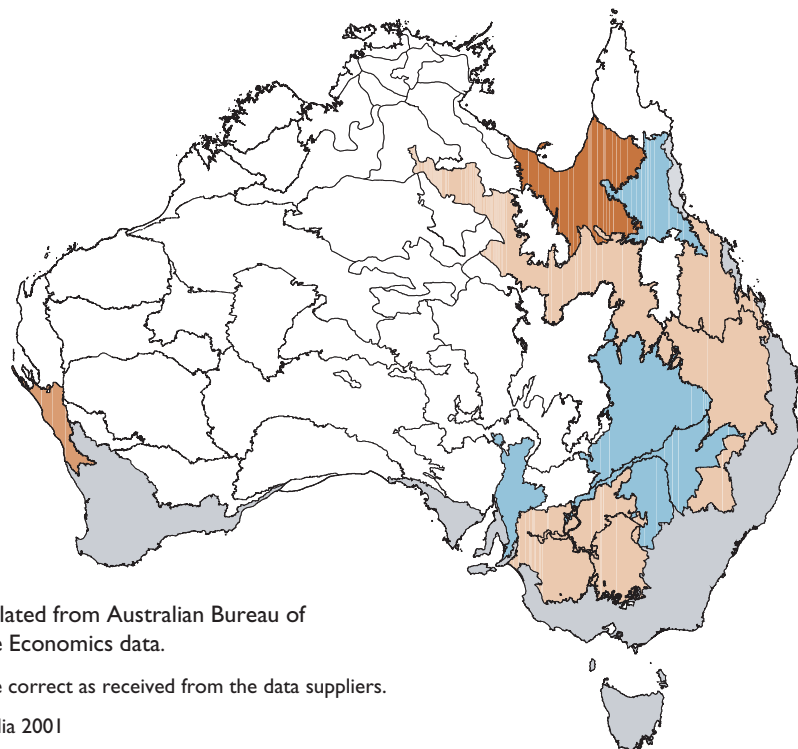 lated from Australian Bureau of
Economics data.
correct as received from the data suppliers.
lia 2001